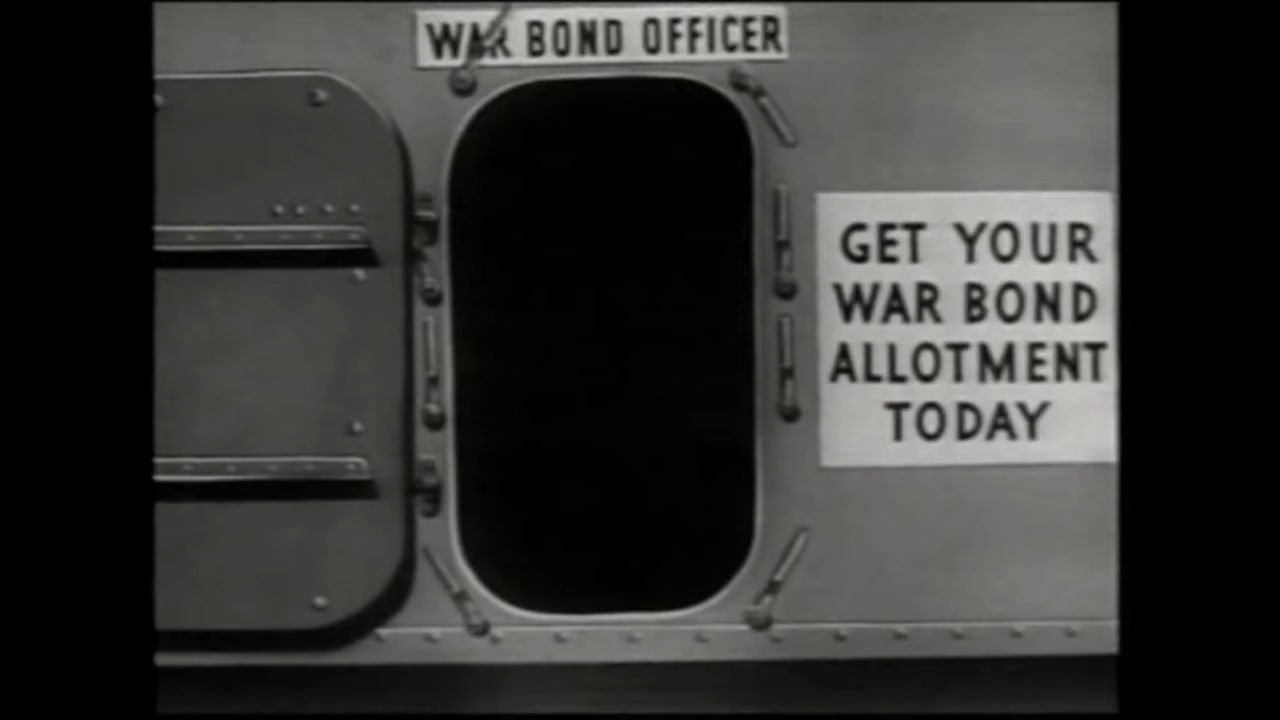 WAR BOND OFFICER
GET YOUR
WAR BOND
ALLOTMENT
TODAY